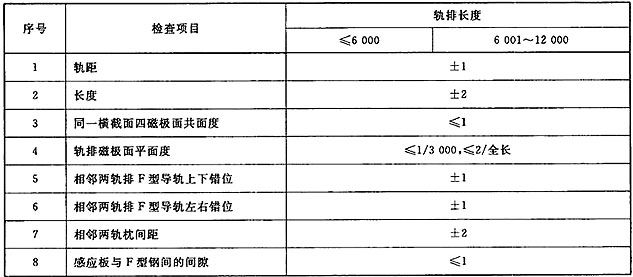 序号 检查项目 轨排长度
≤6 000 6 001～12 000
1 轨距 ±1
2 长度 ±2
3 同一横截面四磁极面共面度 ≤1
4 轨排磁极面平面度 ≤1/3 000,≤2/全长
5 相邻两轨排F型导轨上下错位 ±1
6 相邻两轨排F型导轨左右错位 ±1
7 相邻两轨枕间距 ±2
8 感应板与F型钢间的间隙 ≤1